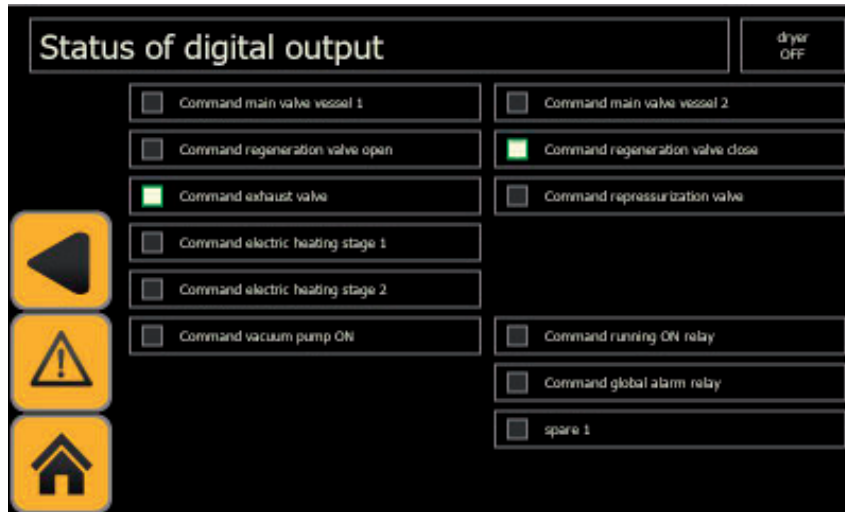 Status of digital output
dryer
OFF
Command main valve vessel 1
Command main valve vessel 2
Command regeneration valve open
Command regeneration valve close
Command exhaust valve
Command repressurization valve
Command electric heating stage 1
Command electric heating stage 2
Command vacuum pump ON
Command running ON relay
Command global alarm relay
spare 1